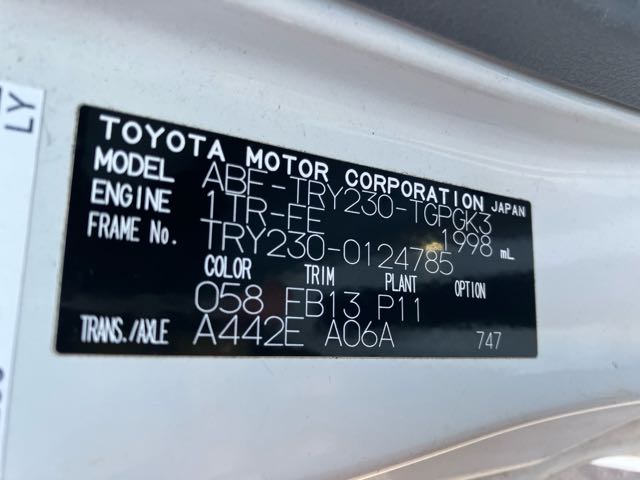 LY
TOYOTA MOTOR CORPORATION JAPAN
MODEL ABF-TRY230-TGPGK3
ENGINE 1TR-FE 1998 mL
FRAME No. TRY230-0124785
COLOR TRIM PLANT OPTION
058 FB13 P11
TRANS./AXLE A442E A06A 747